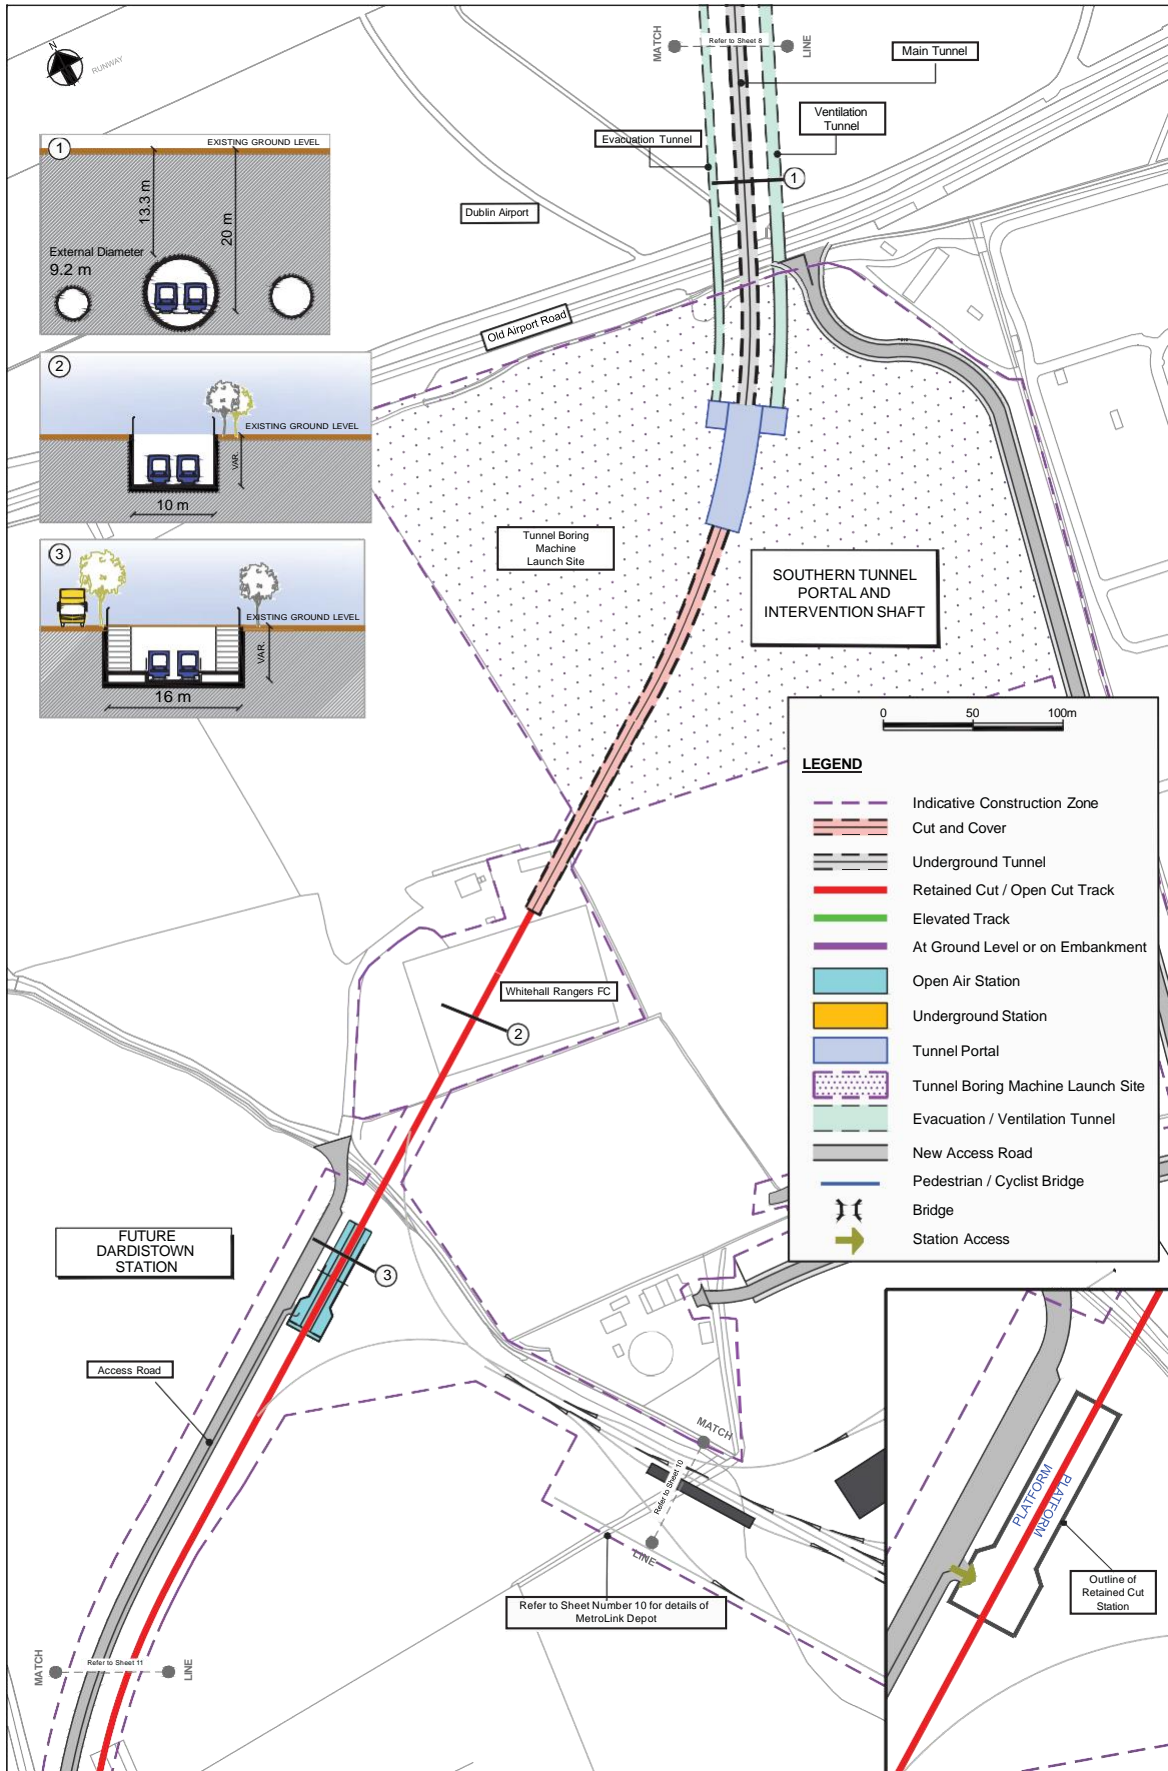 N
RUNWAY
MATCH
Refer to Sheet 8
LINE
Main Tunnel
Ventilation
Tunnel
Evacuation Tunnel
1
Dublin Airport
Old Airport Road
1
EXISTING GROUND LEVEL
13.3 m
20 m
External Diameter
9.2 m
2
EXISTING GROUND LEVEL
VAR.
10 m
3
EXISTING GROUND LEVEL
VAR.
16 m
Tunnel Boring
Machine
Launch Site
SOUTHERN TUNNEL
PORTAL AND
INTERVENTION SHAFT
0 50 100m
LEGEND
Indicative Construction Zone
Cut and Cover
Underground Tunnel
Retained Cut / Open Cut Track
Elevated Track
At Ground Level or on Embankment
Open Air Station
Underground Station
Tunnel Portal
Tunnel Boring Machine Launch Site
Evacuation / Ventilation Tunnel
New Access Road
Pedestrian / Cyclist Bridge
Bridge
Station Access
Whitehall Rangers FC
2
FUTURE
DARDISTOWN
STATION
3
Access Road
MATCH
Refer to Sheet 10
LINE
Refer to Sheet Number 10 for details of
MetroLink Depot
MATCH
Refer to Sheet 11
LINE
PLATFORM
PLATFORM
Outline of
Retained Cut
Station